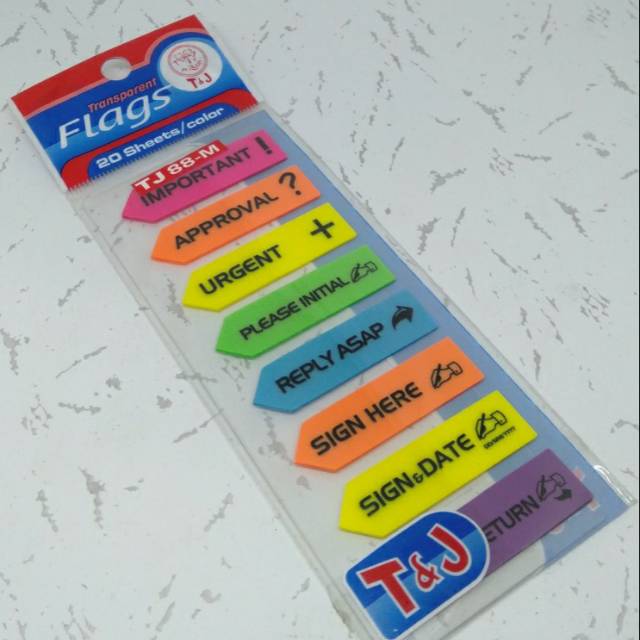 Transparent
Flags
T&J
20 Sheets/color
TJ 88-M
IMPORTANT !
APPROVAL ?
URGENT +
PLEASE INITIAL
REPLY ASAP
SIGN HERE
SIGN&DATE
ETURN
T&J